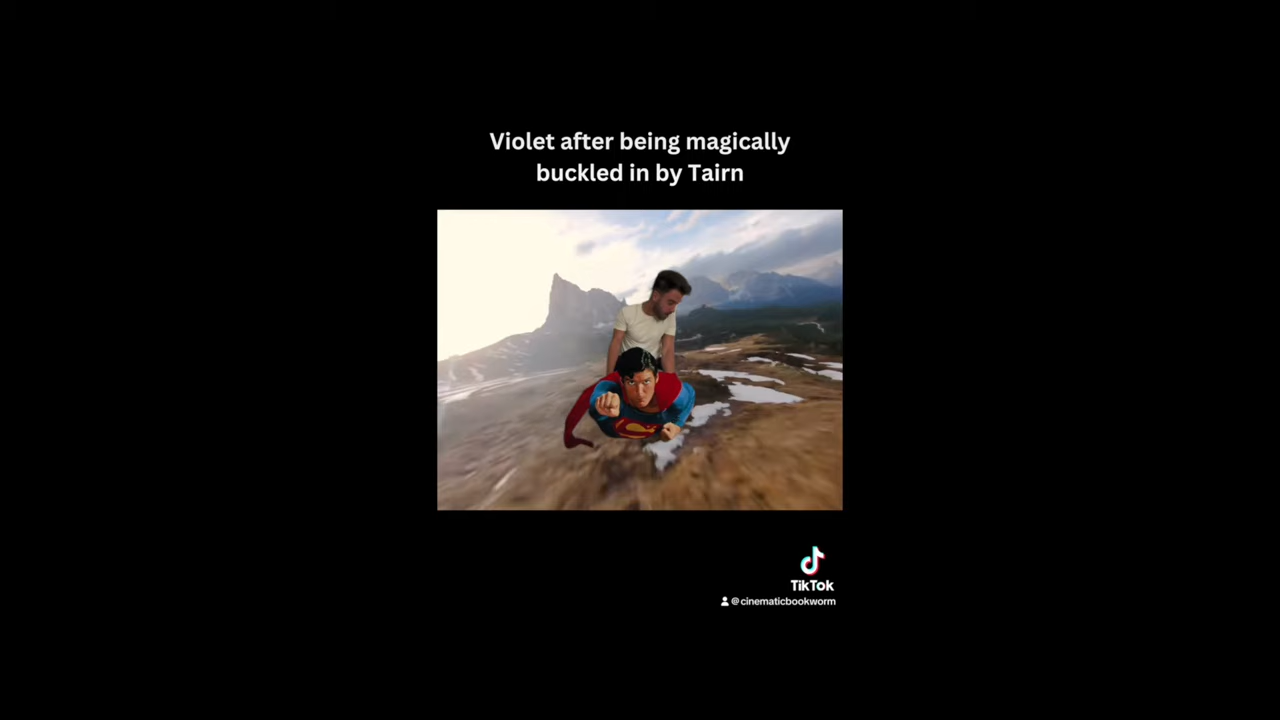 Violet after being magically
buckled in by Tairn
TikTok
@cinematicbookworm